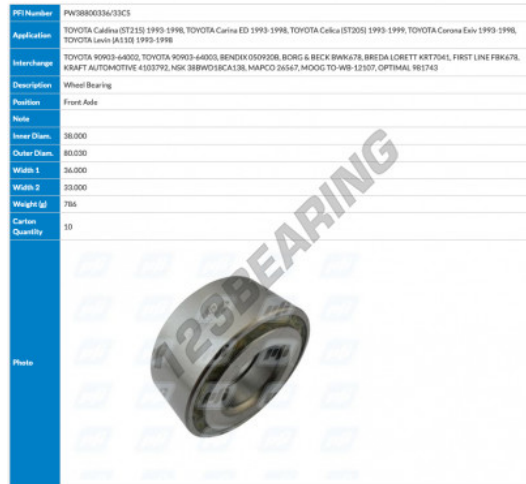 PFI Number PW38800336/33CS
Application TOYOTA Caldina (ST215) 1993-1998, TOYOTA Carina ED 1993-1998, TOYOTA Celica (ST205) 1993-1999, TOYOTA Corona Exiv 1993-1998,
TOYOTA Levin (A110) 1993-1998
Interchange TOYOTA 90903-64002, TOYOTA 90903-64003, BENDIX 050920B, BORG & BECK BWK678, BREDA LORETT KRT7041, FIRST LINE FBK678,
KRAFT AUTOMOTIVE 4103792, NSK 38BWD18CA138, MAPCO 26567, MOOG TO-WB-12107, OPTIMAL 981743
Description Wheel Bearing
Position Front Axle
Note
Inner Diam. 38.000
Outer Diam. 80.030
Width 1 36.000
Width 2 33.000
Weight (g) 786
Carton
Quantity 10
Photo
123BEARING